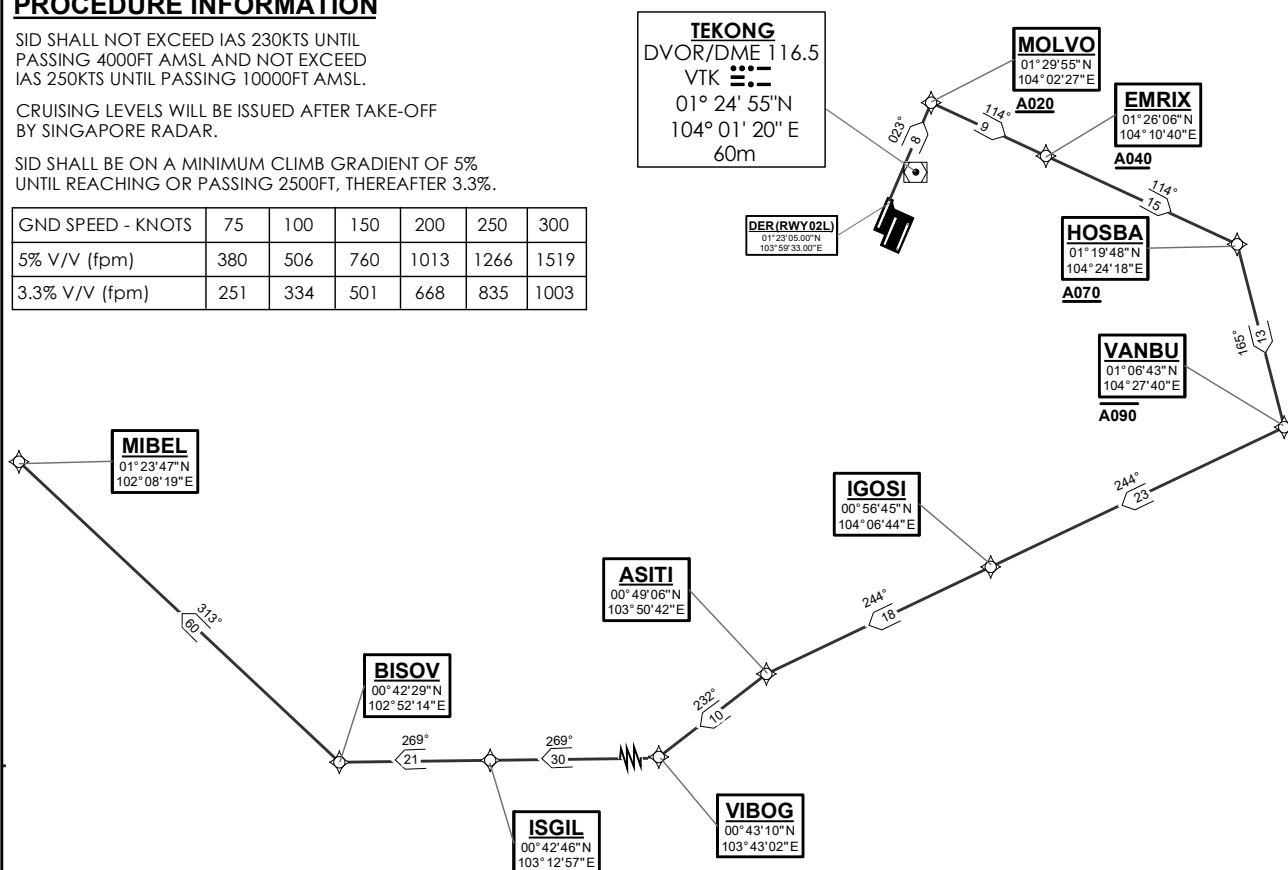 PROCEDURE INFORMATION
SID SHALL NOT EXCEED IAS 230KTS UNTIL
PASSING 4000FT AMSL AND NOT EXCEED
IAS 250KTS UNTIL PASSING 10000FT AMSL.
CRUISING LEVELS WILL BE ISSUED AFTER TAKE-OFF
BY SINGAPORE RADAR.
SID SHALL BE ON A MINIMUM CLIMB GRADIENT OF 5%
UNTIL REACHING OR PASSING 2500FT, THEREAFTER 3.3%.
GND SPEED - KNOTS 75 100 150 200 250 300
5% V/V (fpm) 380 506 760 1013 1266 1519
3.3% V/V (fpm) 251 334 501 668 835 1003
TEKONG
DVOR/DME 116.5
VTK
01° 24' 55"N
104° 01' 20" E
60m
MOLVO
01°29'55"N
104°02'27"E
A020
EMRIX
01°26'06"N
104°10'40"E
A040
023°
8
114°
9
114°
15
DER(RWY02L)
01°23'05.00"N
103°59'33.00"E
HOSBA
01°19'48"N
104°24'18"E
A070
165°
13
VANBU
01°06'43"N
104°27'40"E
A090
244°
23
IGOSI
00°56'45"N
104°06'44"E
244°
18
ASITI
00°49'06"N
103°50'42"E
232°
10
VIBOG
00°43'10"N
103°43'02"E
269°
30
ISGIL
00°42'46"N
103°12'57"E
269°
21
BISOV
00°42'29"N
102°52'14"E
313°
60
MIBEL
01°23'47"N
102°08'19"E